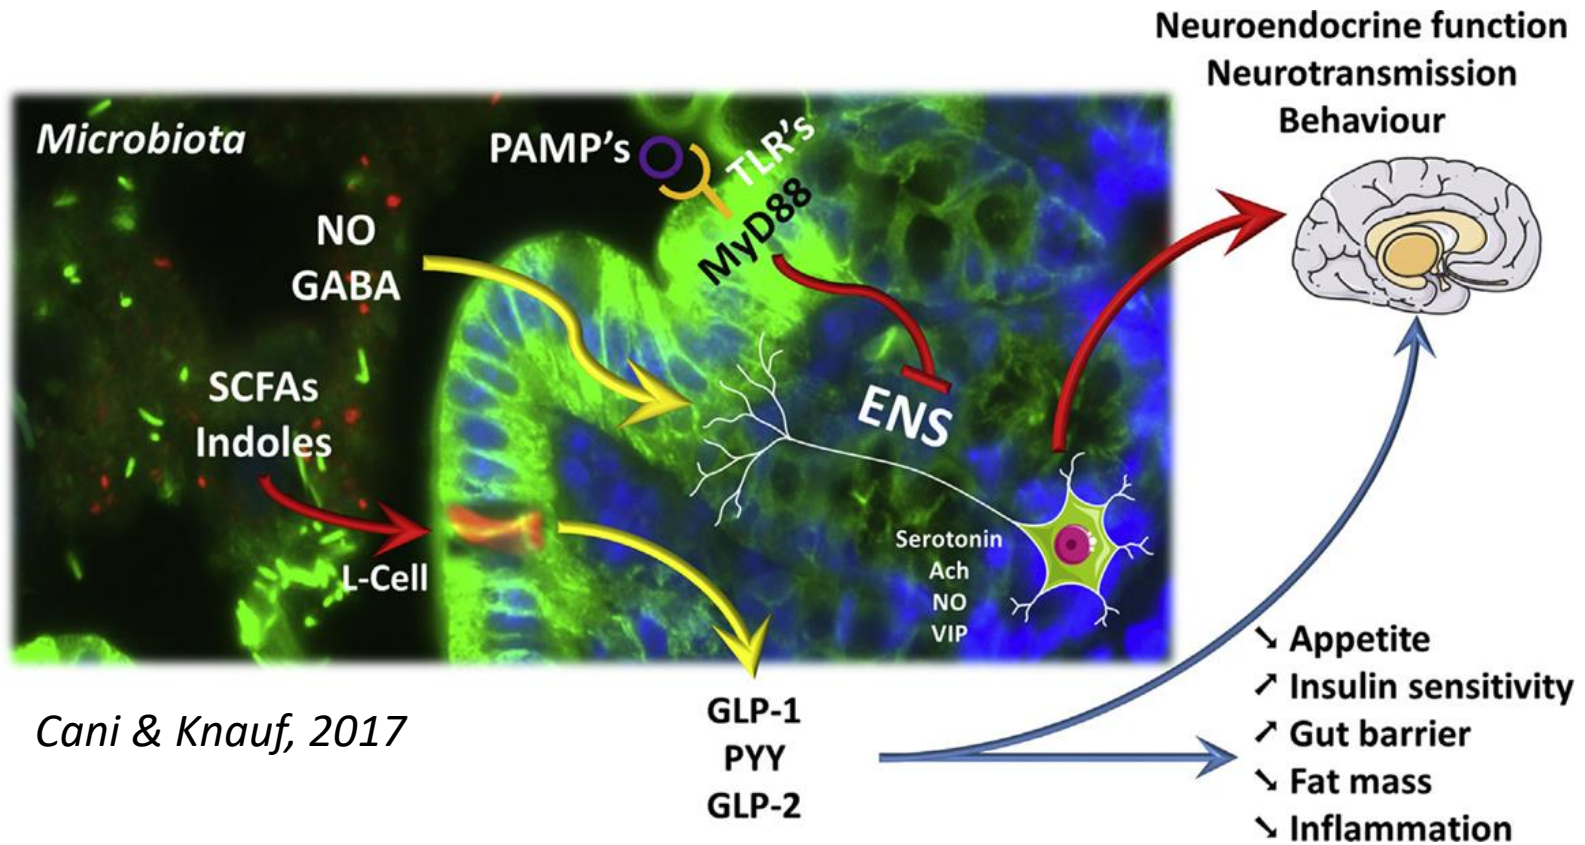 Neuroendocrine function
Neurotransmission
Behaviour
Microbiota
PAMP's
TLR's
MyD88
NO
GABA
SCFAs
Indoles
L-Cell
ENS
Serotonin
Ach
NO
VIP
GLP-1
PYY
GLP-2
↘ Appetite
↗ Insulin sensitivity
↗ Gut barrier
↘ Fat mass
↘ Inflammation
Cani & Knauf, 2017